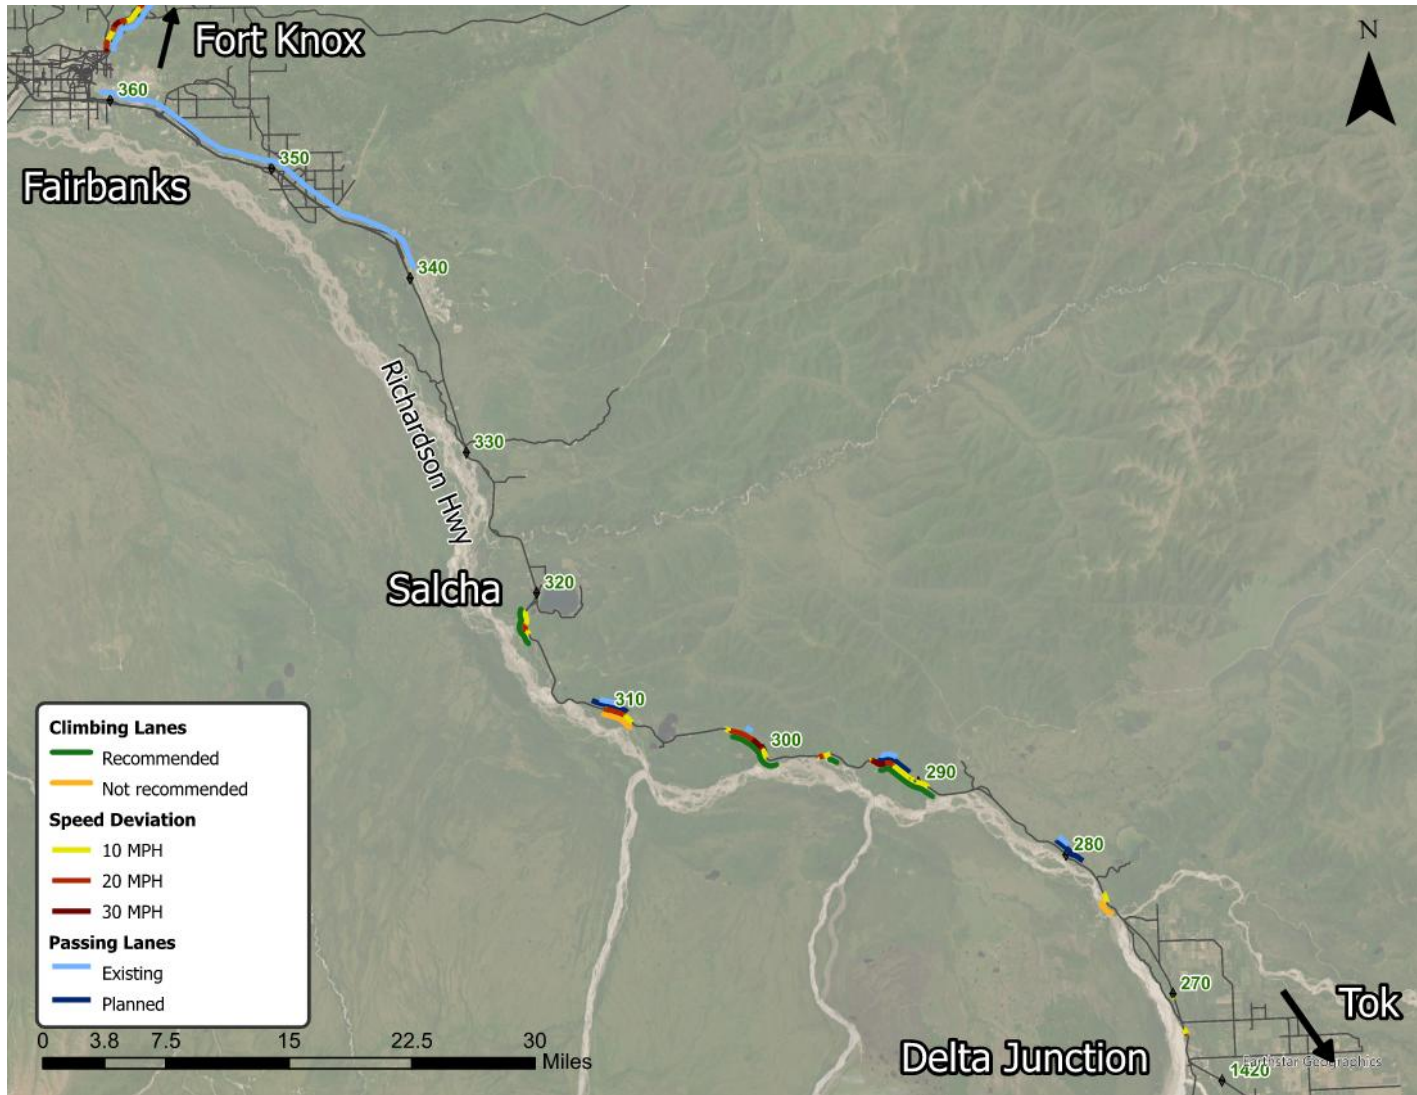 N
Fort Knox
360
350
Fairbanks
340
Richardson Hwy
330
320
Salcha
310
300
290
280
270
Tok
Delta Junction
Earthstar Geographics
1420
Climbing Lanes
Recommended
Not recommended
Speed Deviation
10 MPH
20 MPH
30 MPH
Passing Lanes
Existing
Planned
0 3.8 7.5 15 22.5 30
Miles